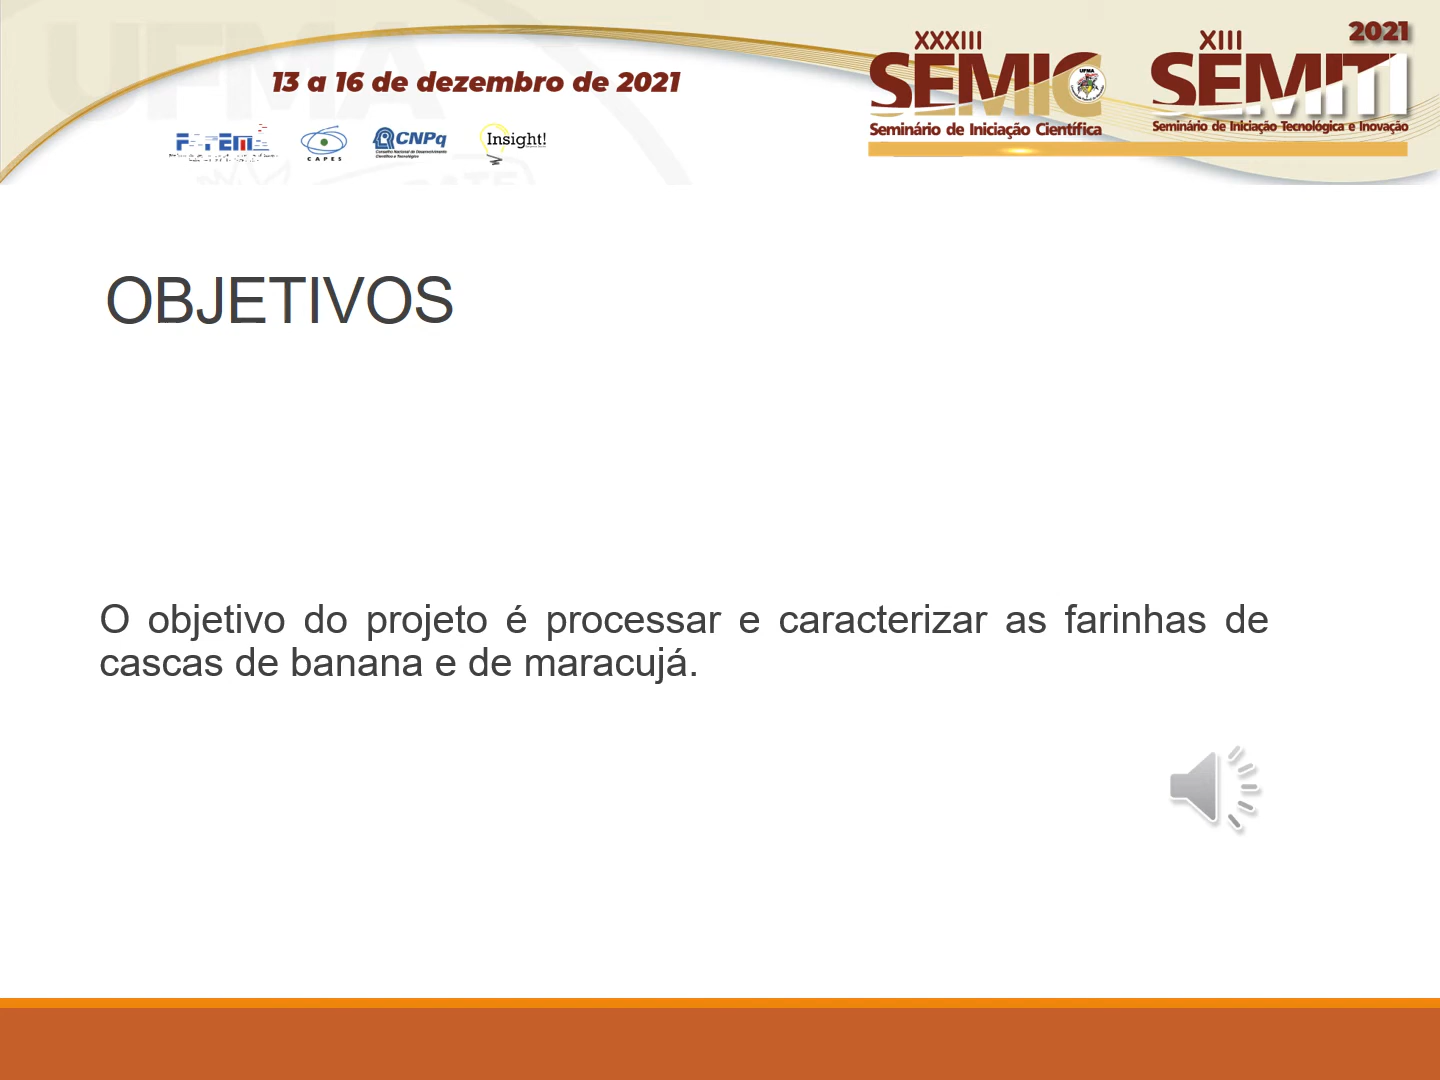 UFMA
13 a 16 de dezembro de 2021
CAPES
CNPq
Conselho Nacional de Desenvolvimento
Científico e Tecnológico
Insight!
XXXIII
SEMIC
UFMA
Seminário de Iniciação Científica
2021
XIII
SEMITI
Seminário de Iniciação Tecnológica e Inovação
OBJETIVOS
O objetivo do projeto é processar e caracterizar as farinhas de
cascas de banana e de maracujá.